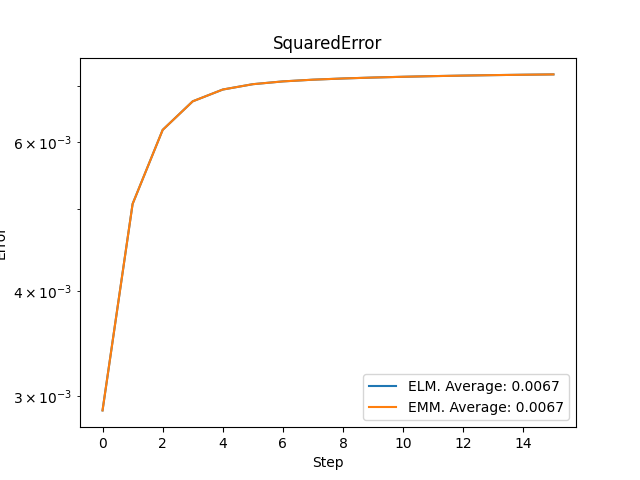 SquaredError
6 × 10⁻³
4 × 10⁻³
3 × 10⁻³
Error
ELM. Average: 0.0067
EMM. Average: 0.0067
0 2 4 6 8 10 12 14
Step